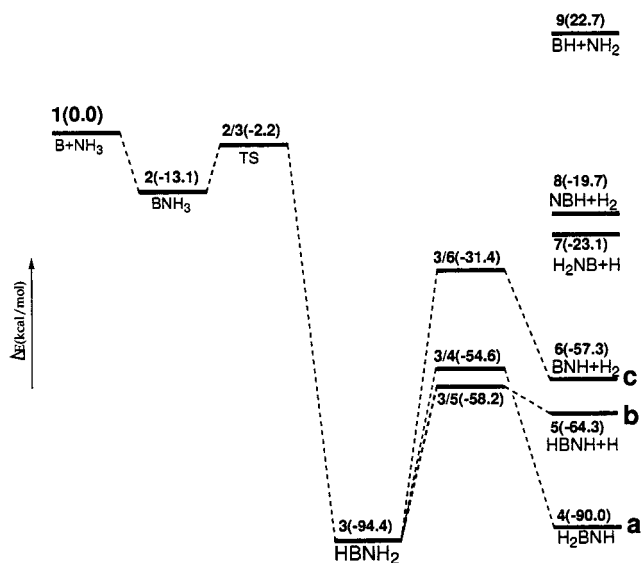 9(22.7)
BH+NH2
1(0.0)
B+NH3
2/3(-2.2)
TS
2(-13.1)
BNH3
8(-19.7)
NBH+H2
7(-23.1)
H2NB+H
3/6(-31.4)
ΔE(kcal/mol)
6(-57.3)
BNH+H2
c
3/4(-54.6)
3/5(-58.2)
b
5(-64.3)
HBNH+H
3(-94.4)
HBNH2
4(-90.0)
a
H2BNH